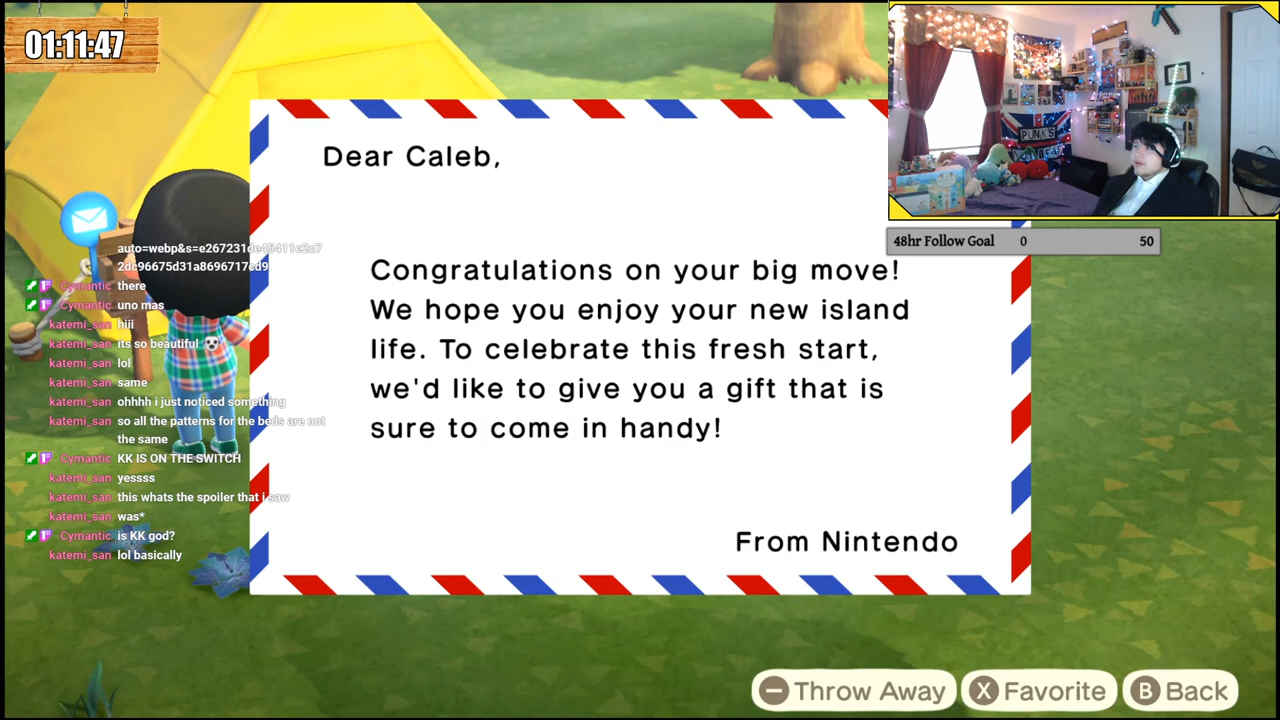 01:11:47
Dear Caleb,
Congratulations on your big move!
We hope you enjoy your new island
life. To celebrate this fresh start,
we'd like to give you a gift that is
sure to come in handy!
From Nintendo
48hr Follow Goal 0 50
PUNKS
Cymantic there
Cymantic uno mas
katemi_san hiii
katemi_san its so beautiful
katemi_san lol
katemi_san same
katemi_san ohhhh i just noticed something
katemi_san so all the patterns for the beds are not
the same
Cymantic KK IS ON THE SWITCH
katemi_san yessss
katemi_san this whats the spoiler that i saw
katemi_san was*
Cymantic is KK god?
katemi_san lol basically
Throw Away
X Favorite
B Back